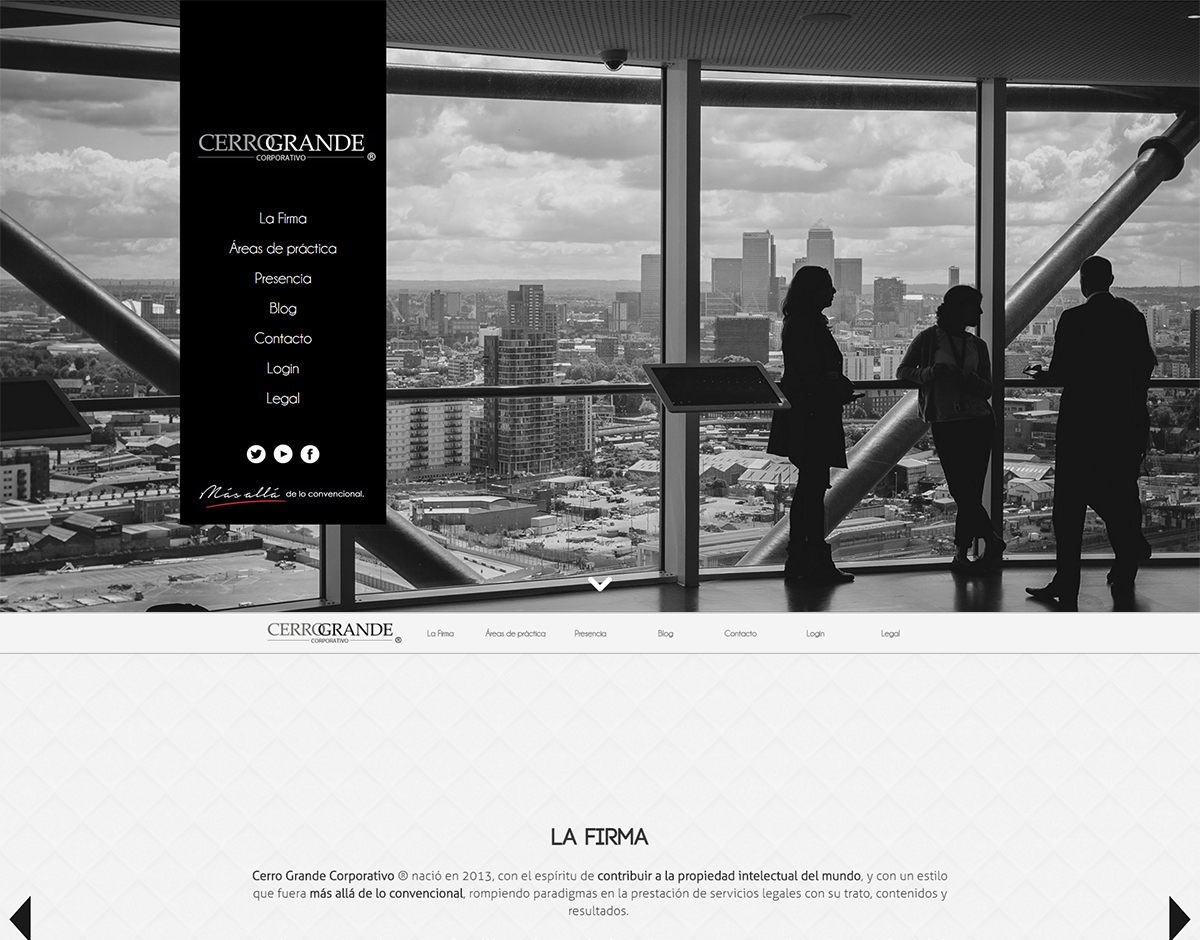 CERROGRANDE
CORPORATIVO ®
La Firma
Áreas de práctica
Presencia
Blog
Contacto
Login
Legal
Más allá de lo convencional.
CERROGRANDE
CORPORATIVO ®
La Firma Áreas de práctica Presencia Blog Contacto Login Legal
LA FIRMA
Cerro Grande Corporativo ® nació en 2013, con el espíritu de contribuir a la propiedad intelectual del mundo, y con un estilo
que fuera más allá de lo convencional, rompiendo paradigmas en la prestación de servicios legales con su trato, contenidos y
resultados.